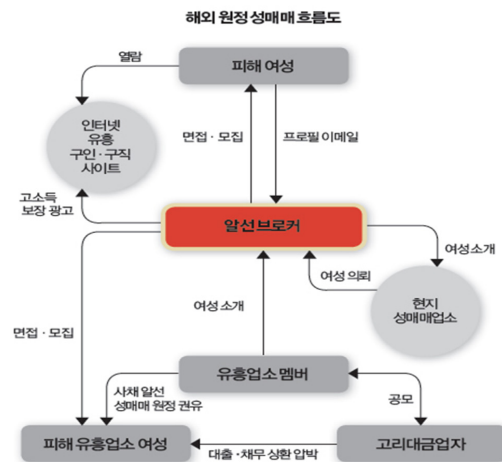 해외 원정 성매매 흐름도
열람
피해 여성
인터넷
유흥
구인·구직
사이트
면접·모집
프로필 이메일
고소득
보장 광고
알선브로커
여성 소개
여성 의뢰
현지
성매매업소
여성 소개
면접·모집
유흥업소 멤버
사채 알선
성매매 원정 권유
공모
피해 유흥업소 여성
대출·채무 상환 압박
고리대금업자